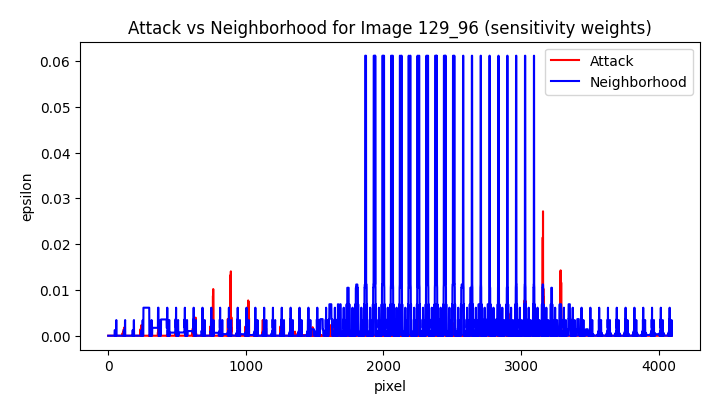 Attack vs Neighborhood for Image 129_96 (sensitivity weights)
Attack
Neighborhood
epsilon
0.06
0.05
0.04
0.03
0.02
0.01
0.00
0
1000
2000
3000
4000
pixel